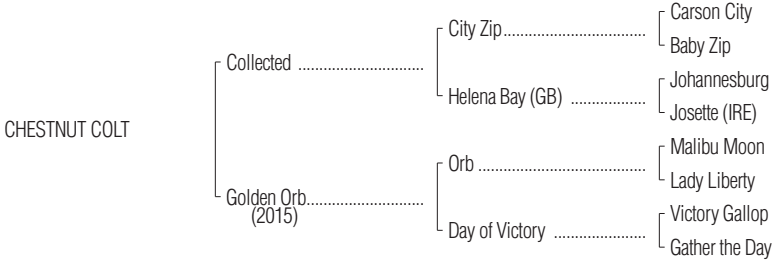 Carson City
City Zip
Baby Zip
Collected
Johannesburg
Helena Bay (GB)
Josette (IRE)
CHESTNUT COLT
Malibu Moon
Orb
Lady Liberty
Golden Orb
(2015)
Victory Gallop
Day of Victory
Gather the Day